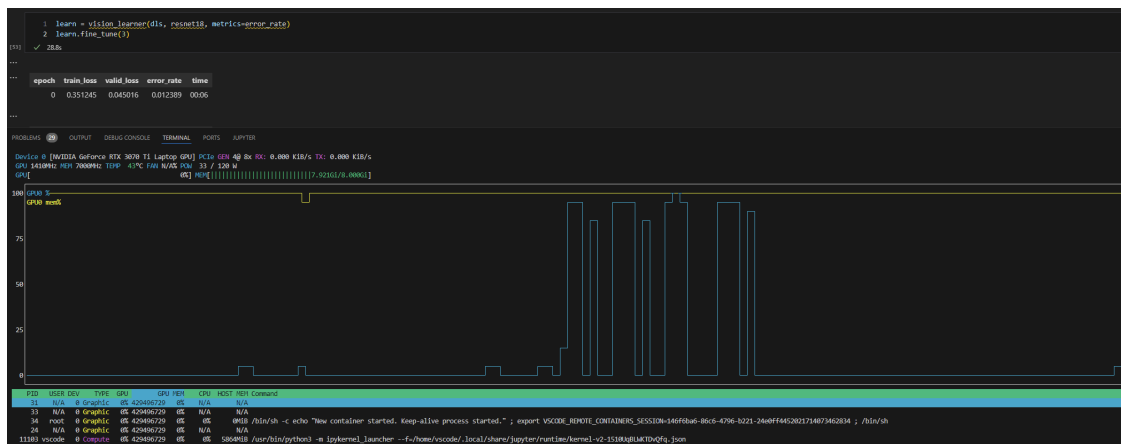 1 learn = vision_learner(dls, resnet18, metrics=error_rate)
2 learn.fine_tune(3)
[53] ✓ 28.8s
...
... epoch train_loss valid_loss error_rate time
0 0.351245 0.045016 0.012389 00:06
...
PROBLEMS 29 OUTPUT DEBUG CONSOLE TERMINAL PORTS JUPYTER
Device 0 [NVIDIA GeForce RTX 3070 Ti Laptop GPU] PCIe GEN 4@ 8x RX: 0.000 KiB/s TX: 0.000 KiB/s
GPU 1410MHz MEM 7000MHz TEMP 43°C FAN N/A% POW 33 / 120 W
GPU[ 0%] MEM[||||||||||||||||||||||||||7.921Gi/8.000Gi]
100 GPU0 %
GPU0 mem%
75
50
25
0
PID USER DEV TYPE GPU GPU MEM CPU HOST MEM Command
31 N/A 0 Graphic 0% 429496729 0% N/A N/A
33 N/A 0 Graphic 0% 429496729 0% N/A N/A
34 root 0 Graphic 0% 429496729 0% 0% 0MiB /bin/sh -c echo "New container started. Keep-alive process started." ; export VSCODE_REMOTE_CONTAINERS_SESSION=146f6ba6-86c6-4796-b221-24e0ff4452021714073462834 ; /bin/sh
24 N/A 0 Graphic 0% 429496729 0% N/A N/A
11103 vscode 0 Compute 0% 429496729 0% 0% 5864MiB /usr/bin/python3 -m ipykernel_launcher --f=/home/vscode/.local/share/jupyter/runtime/kernel-v2-1510UqBLWKTDvQfq.json